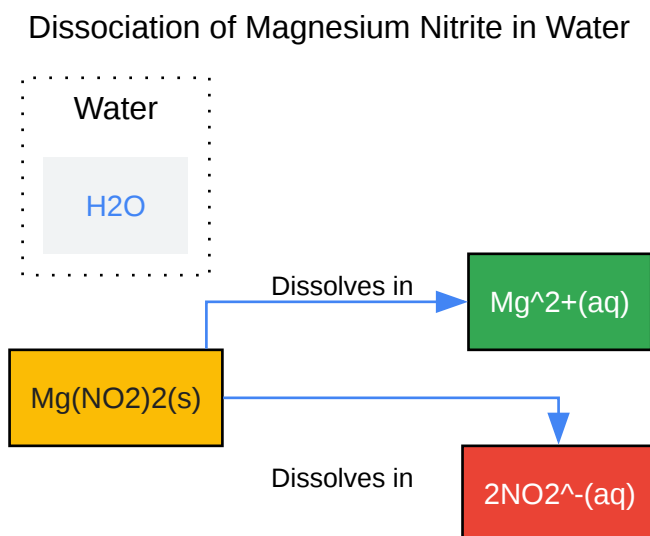 Dissociation of Magnesium Nitrite in Water
Water
H2O
Dissolves in
Mg^2+(aq)
Mg(NO2)2(s)
Dissolves in
2NO2^-(aq)